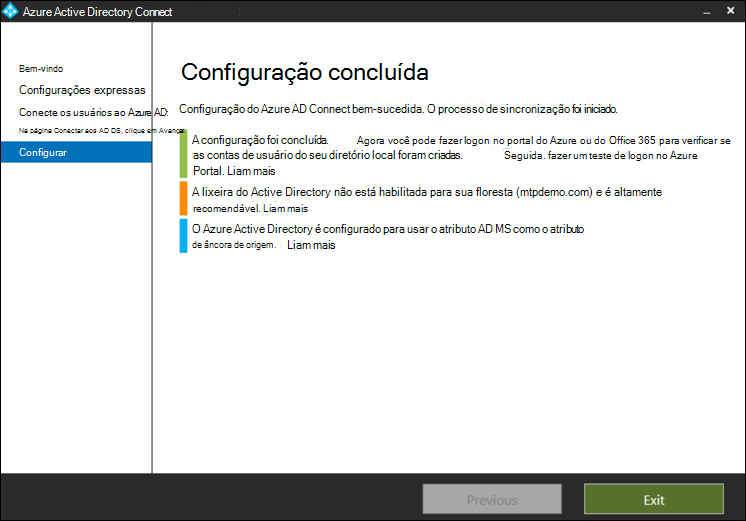 Azure Active Directory Connect
Bem-vindo
Configurações expressas
Conecte os usuários ao Azure AD:
Na página Conectar aos AD DS, clique em Avançar
Configurar
Configuração concluída
Configuração do Azure AD Connect bem-sucedida. O processo de sincronização foi iniciado.
A configuração foi concluída. Agora você pode fazer logon no portal do Azure ou do Office 365 para verificar se
as contas de usuário do seu diretório local foram criadas. Seguida. fazer um teste de logon no Azure
Portal. Liam mais
A lixeira do Active Directory não está habilitada para sua floresta (mtpdemo.com) e é altamente
recomendável. Liam mais
O Azure Active Directory é configurado para usar o atributo AD MS como o atributo
de âncora de origem. Liam mais
Previous
Exit